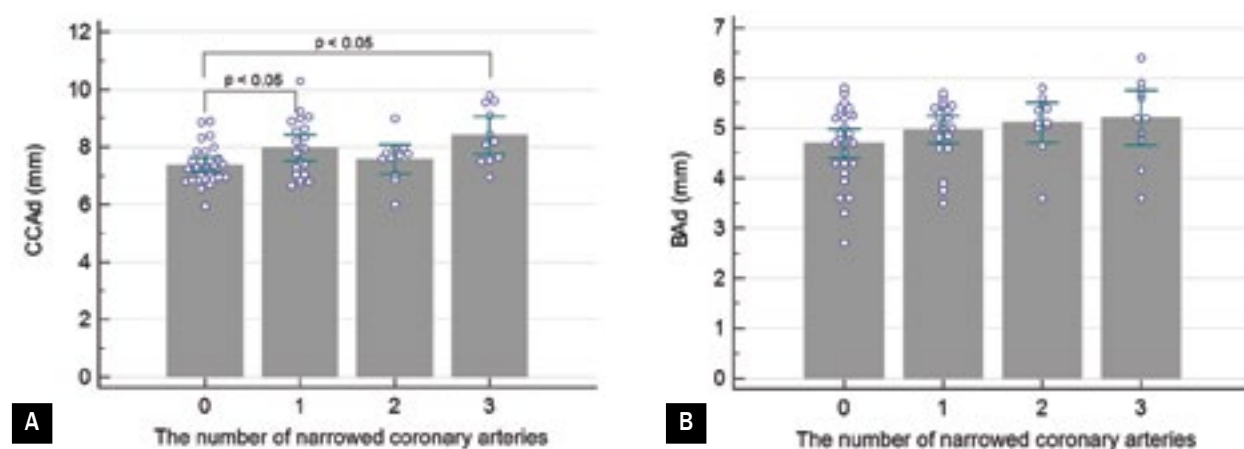 12
10
8
6
4
2
0
CCAd (mm)
p < 0.05
p < 0.05
0 1 2 3
The number of narrowed coronary arteries
A
7
6
5
4
3
2
1
0
BAd (mm)
0 1 2 3
The number of narrowed coronary arteries
B